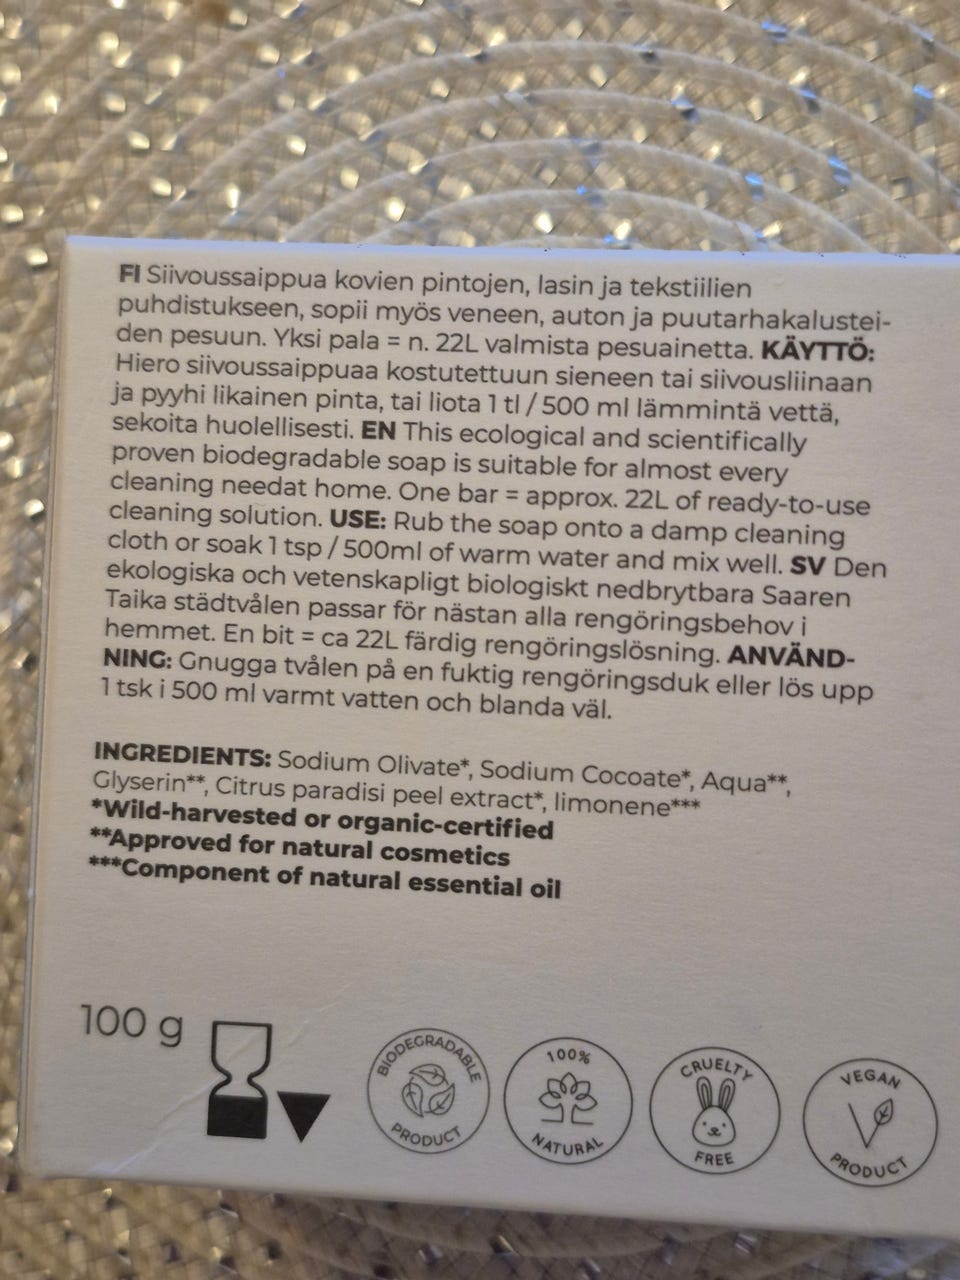 FI Siivoussaippua kovien pintojen, lasin ja tekstiilien
puhdistukseen, sopii myös veneen, auton ja puutarhakalustei-
den pesuun. Yksi pala = n. 22L valmista pesuainetta. KÄYTTÖ:
Hiero siivoussaippuaa kostutettuun sieneen tai siivousliinaan
ja pyyhi likainen pinta, tai liota 1 tl / 500 ml lämmintä vettä,
sekoita huolellisesti. EN This ecological and scientifically
proven biodegradable soap is suitable for almost every
cleaning needat home. One bar = approx. 22L of ready-to-use
cleaning solution. USE: Rub the soap onto a damp cleaning
cloth or soak 1 tsp / 500ml of warm water and mix well. SV Den
ekologiska och vetenskapligt biologiskt nedbrytbara Saaren
Taika städtvålen passar för nästan alla rengöringsbehov i
hemmet. En bit = ca 22L färdig rengöringslösning. ANVÄND-
NING: Gnugga tvålen på en fuktig rengöringsduk eller lös upp
1 tsk i 500 ml varmt vatten och blanda väl.
INGREDIENTS: Sodium Olivate*, Sodium Cocoate*, Aqua**,
Glyserin**, Citrus paradisi peel extract*, limonene***
*Wild-harvested or organic-certified
**Approved for natural cosmetics
***Component of natural essential oil
100 g
BIODEGRADABLE
PRODUCT
100%
NATURAL
CRUELTY
FREE
VEGAN
PRODUCT